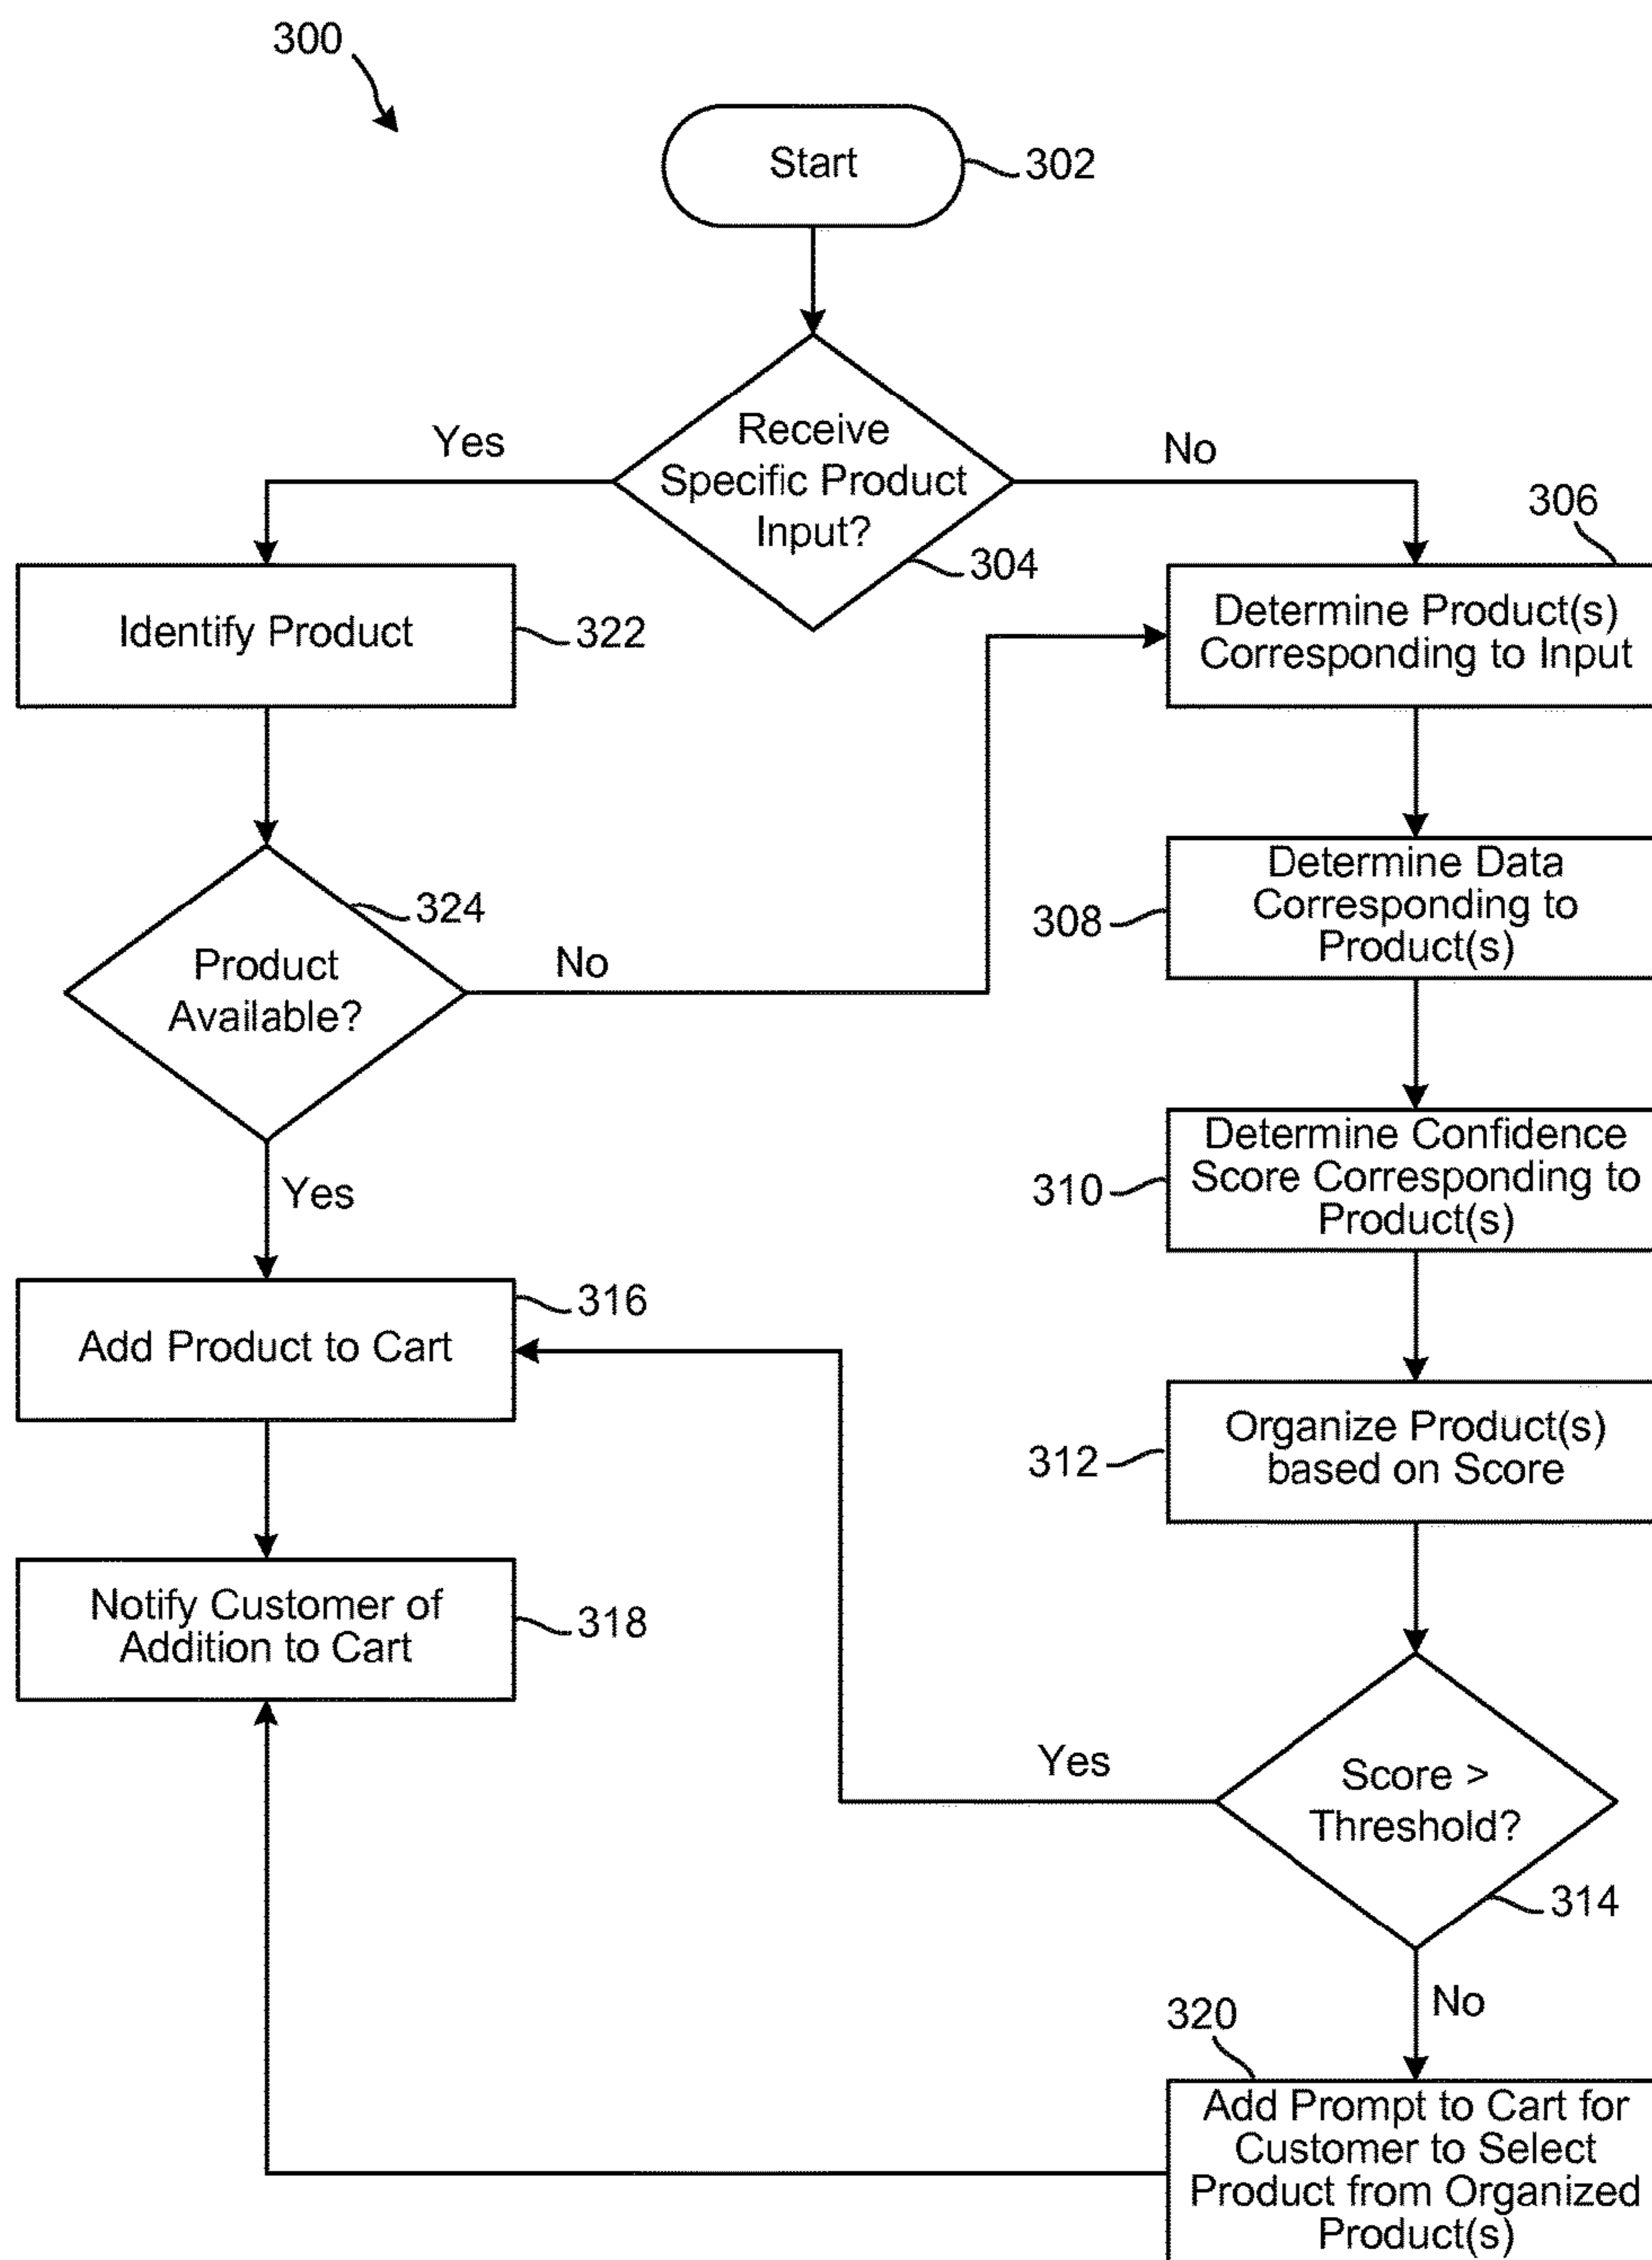 300
Start
302
Receive
Specific Product
Input?
304
Yes
No
306
Identify Product
322
Determine Product(s)
Corresponding to Input
324
Product
Available?
No
Yes
308
Determine Data
Corresponding to
Product(s)
310
Determine Confidence
Score Corresponding to
Product(s)
316
Add Product to Cart
312
Organize Product(s)
based on Score
Notify Customer of
Addition to Cart
318
Yes
Score >
Threshold?
314
No
320
Add Prompt to Cart for
Customer to Select
Product from Organized
Product(s)